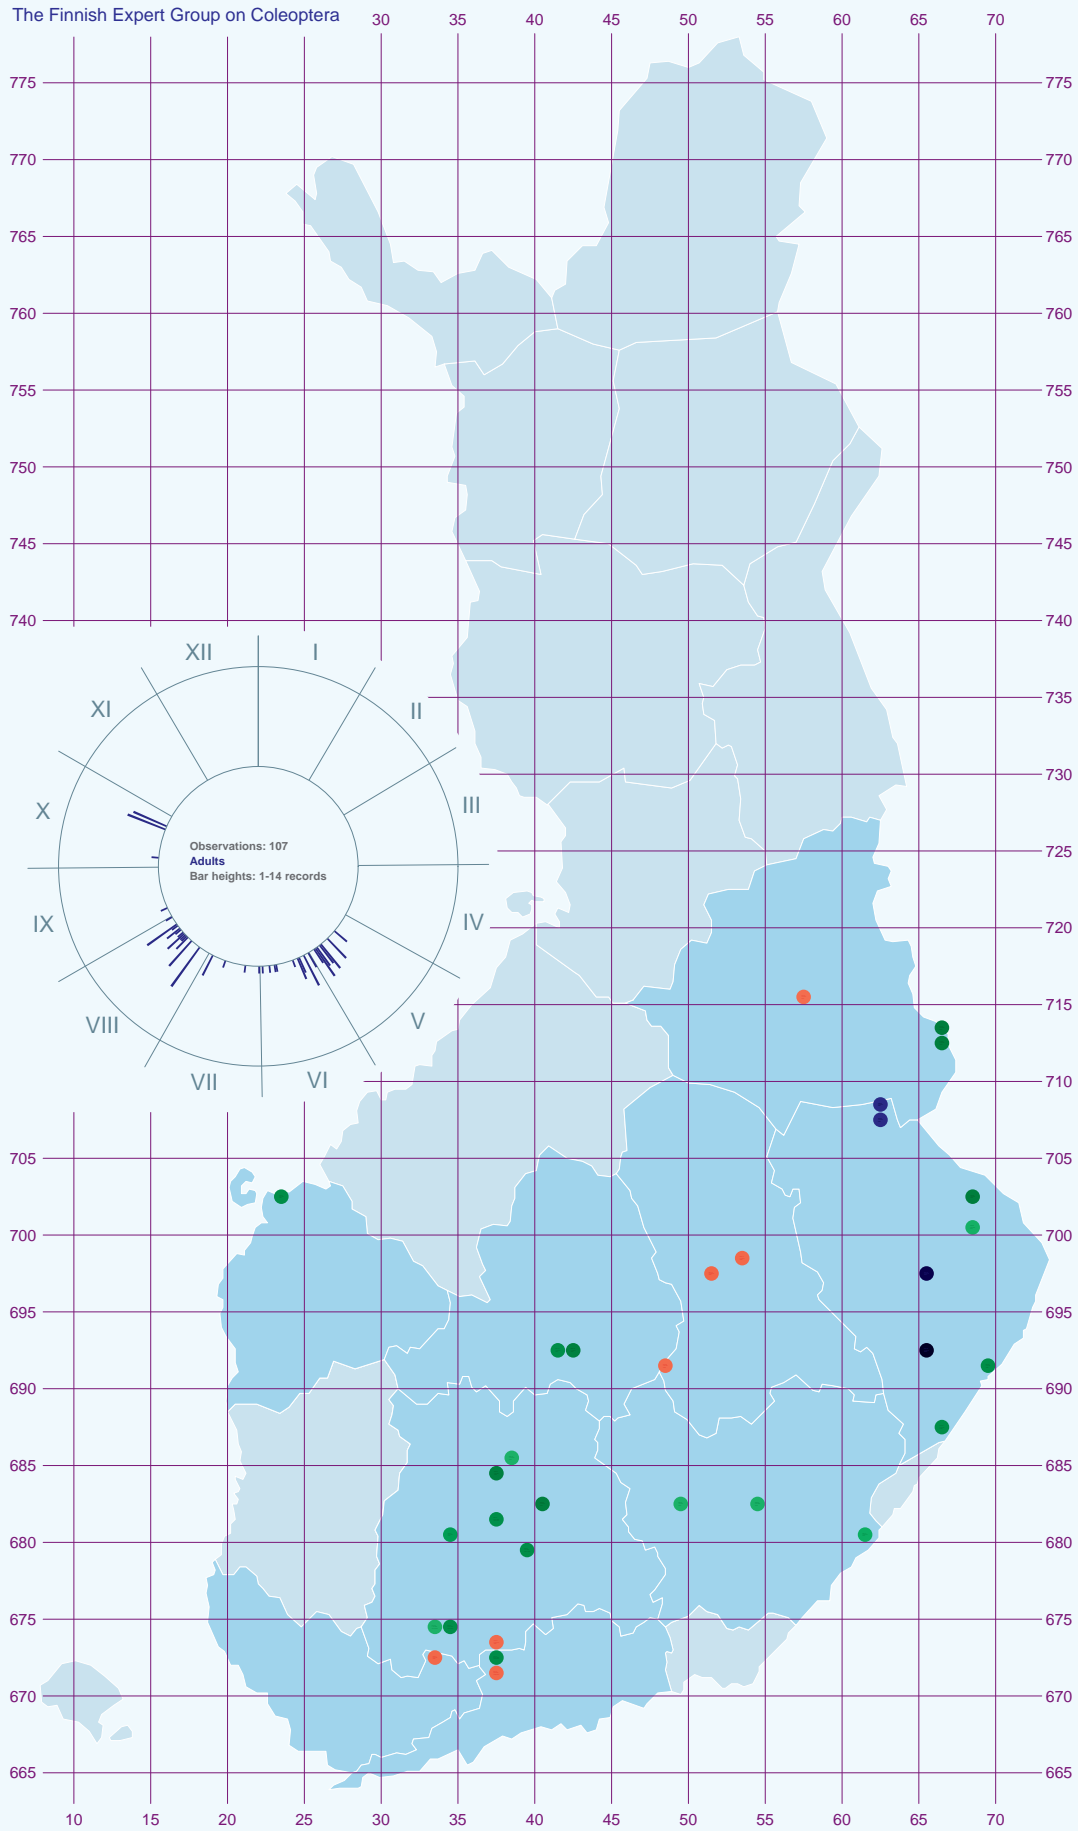 The Finnish Expert Group on Coleoptera
30 35 40 45 50 55 60 65 70
775 775
770 770
765 765
760 760
755 755
750 750
745 745
740 740
735
730
725
720
715
710
705 705
700 700
695 695
690 690
685 685
680 680
675 675
670 670
665 665
10 15 20 25 30 35 40 45 50 55 60 65 70
I
II
III
IV
V
VI
VII
VIII
IX
X
XI
XII
Observations: 107
Adults
Bar heights: 1-14 records